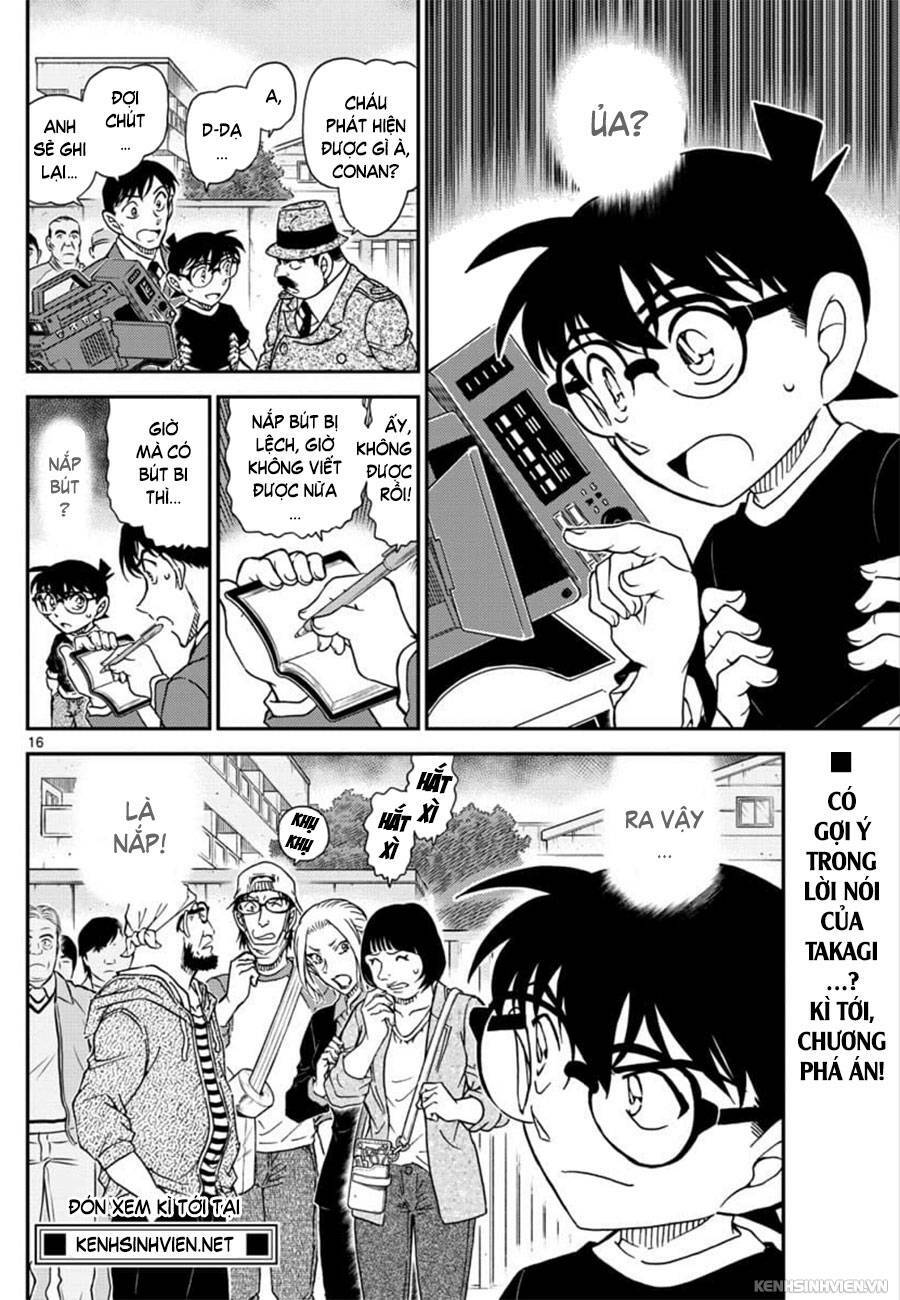 ỦA?
CHÁU
PHÁT HIỆN
ĐƯỢC GÌ À,
CONAN?
A,
D-DẠ
...
ĐỢI
CHÚT
...
ANH
SẼ GHI
LẠI...
ẤY,
KHÔNG
ĐƯỢC
RỒI!
NẮP BÚT BỊ
LỆCH, GIỜ
KHÔNG VIẾT
ĐƯỢC NỮA
...
GIỜ
MÀ CÓ
BÚT BI
THÌ...
NẮP
BÚT
?
16
RA VẬY
...
HẮT
XÌ
HẮT
XÌ
KHỤ
KHỤ
LÀ
NẮP!
CÓ
GỢI Ý
TRONG
LỜI NÓI
CỦA
TAKAGI
...?
KÌ TỚI,
CHƯƠNG
PHÁ ÁN!
ĐÓN XEM KÌ TỚI TẠI
KENHSINHVIEN.NET
KENHSINHVIEN.VN